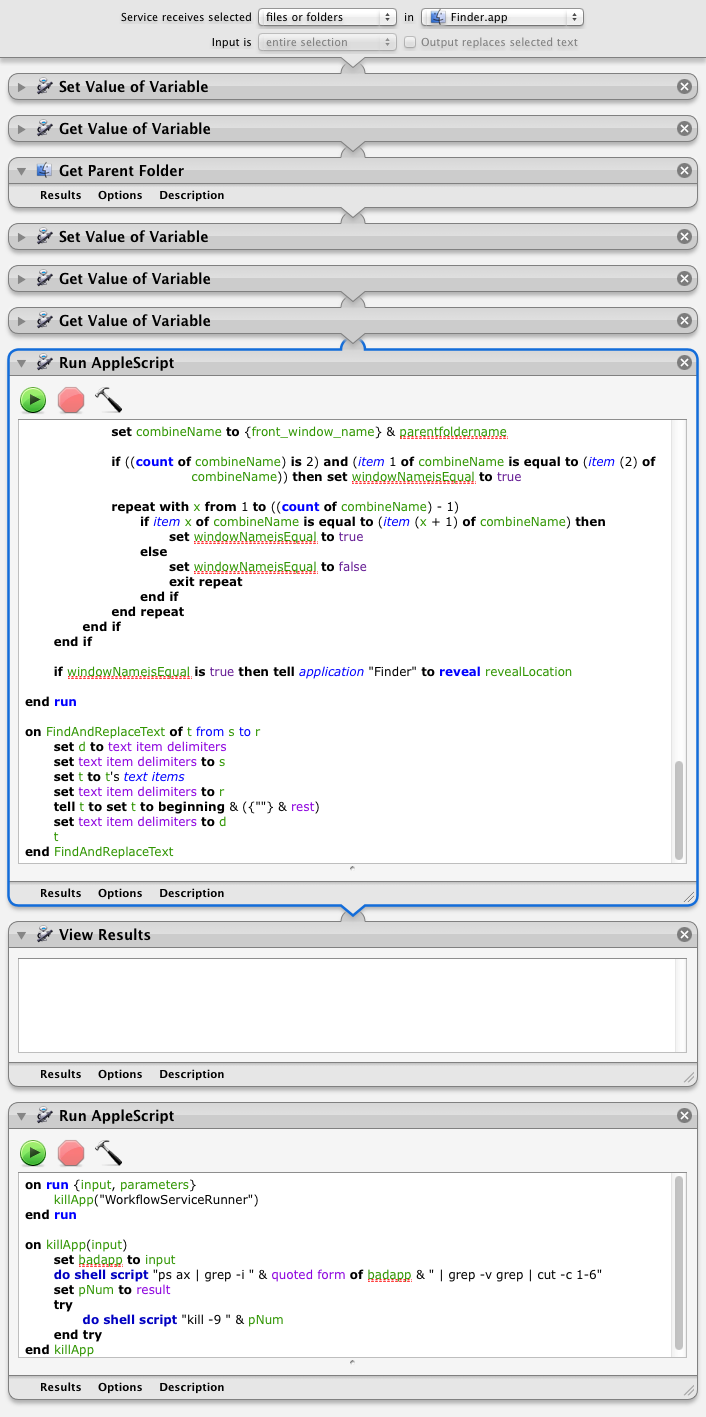 Service receives selected files or folders in Finder.app
Input is entire selection Output replaces selected text
Set Value of Variable
Get Value of Variable
Get Parent Folder
Results Options Description
Set Value of Variable
Get Value of Variable
Get Value of Variable
Run AppleScript
set combineName to {front_window_name} & parentfoldername
if ((count of combineName) is 2) and (item 1 of combineName is equal to (item (2) of
combineName)) then set windowNameisEqual to true
repeat with x from 1 to ((count of combineName) - 1)
if item x of combineName is equal to (item (x + 1) of combineName) then
set windowNameisEqual to true
else
set windowNameisEqual to false
exit repeat
end if
end repeat
end if
end if
if windowNameisEqual is true then tell application "Finder" to reveal revealLocation
end run
on FindAndReplaceText of t from s to r
set d to text item delimiters
set text item delimiters to s
set t to t's text items
set text item delimiters to r
tell t to set t to beginning & ({""} & rest)
set text item delimiters to d
t
end FindAndReplaceText
Results Options Description
View Results
Results Options Description
Run AppleScript
on run {input, parameters}
killApp("WorkflowServiceRunner")
end run
on killApp(input)
set badapp to input
do shell script "ps ax | grep -i " & quoted form of badapp & " | grep -v grep | cut -c 1-6"
set pNum to result
try
do shell script "kill -9 " & pNum
end try
end killApp
Results Options Description